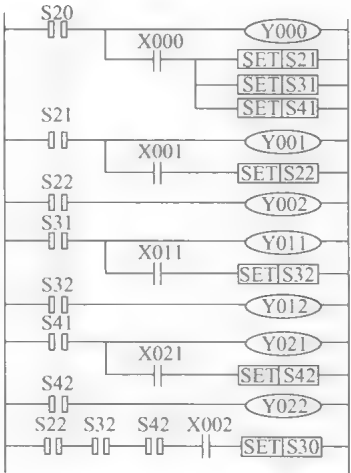 S20
Y000
X000
SET S21
SET S31
SET S41
S21
Y001
X001
SET S22
S22
Y002
S31
Y011
X011
SET S32
S32
Y012
S41
Y021
X021
SET S42
S42
Y022
S22 S32 S42 X002
SET S30